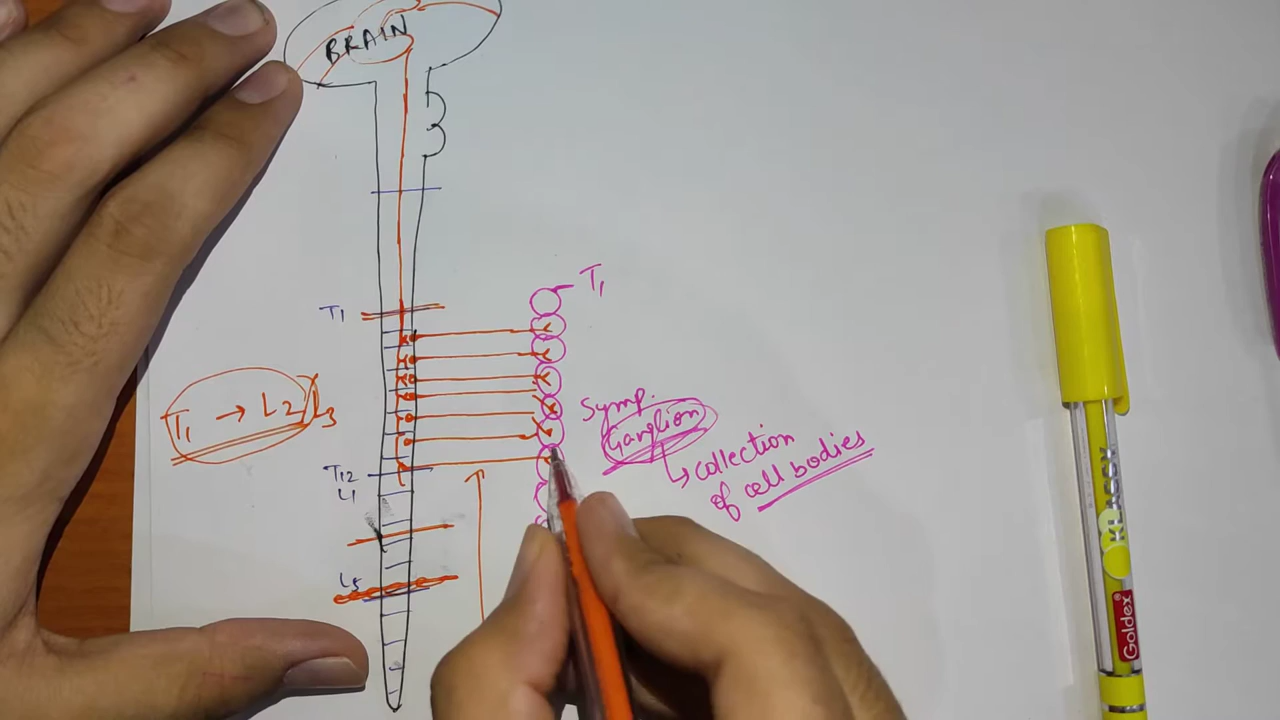 BRAIN
T1
T1
T1 → L2/L3
Symp.
Ganglion
↳ collection
of cell bodies
T12
L1
L5
KLASSY
Goldex